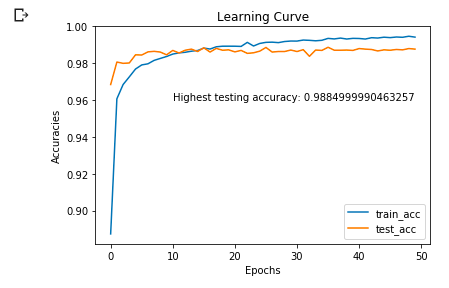 Learning Curve
1.00
0.98
0.96
0.94
0.92
0.90
Accuracies
Highest testing accuracy: 0.9884999990463257
train_acc
test_acc
0 10 20 30 40 50
Epochs